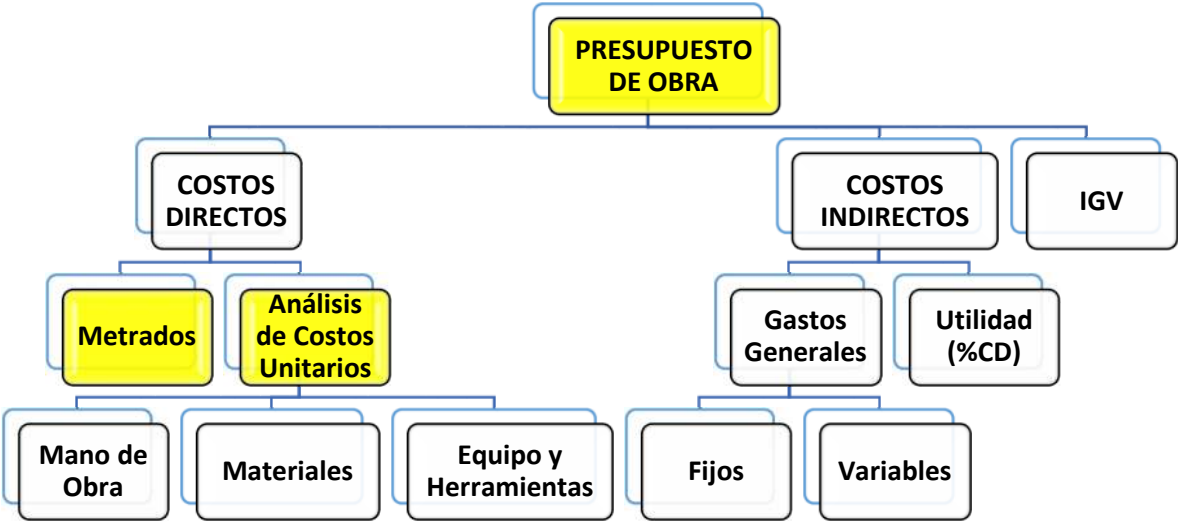 PRESUPUESTO
DE OBRA
COSTOS
DIRECTOS
COSTOS
INDIRECTOS
IGV
Metrados
Análisis
de Costos
Unitarios
Gastos
Generales
Utilidad
(%CD)
Mano de
Obra
Materiales
Equipo y
Herramientas
Fijos
Variables